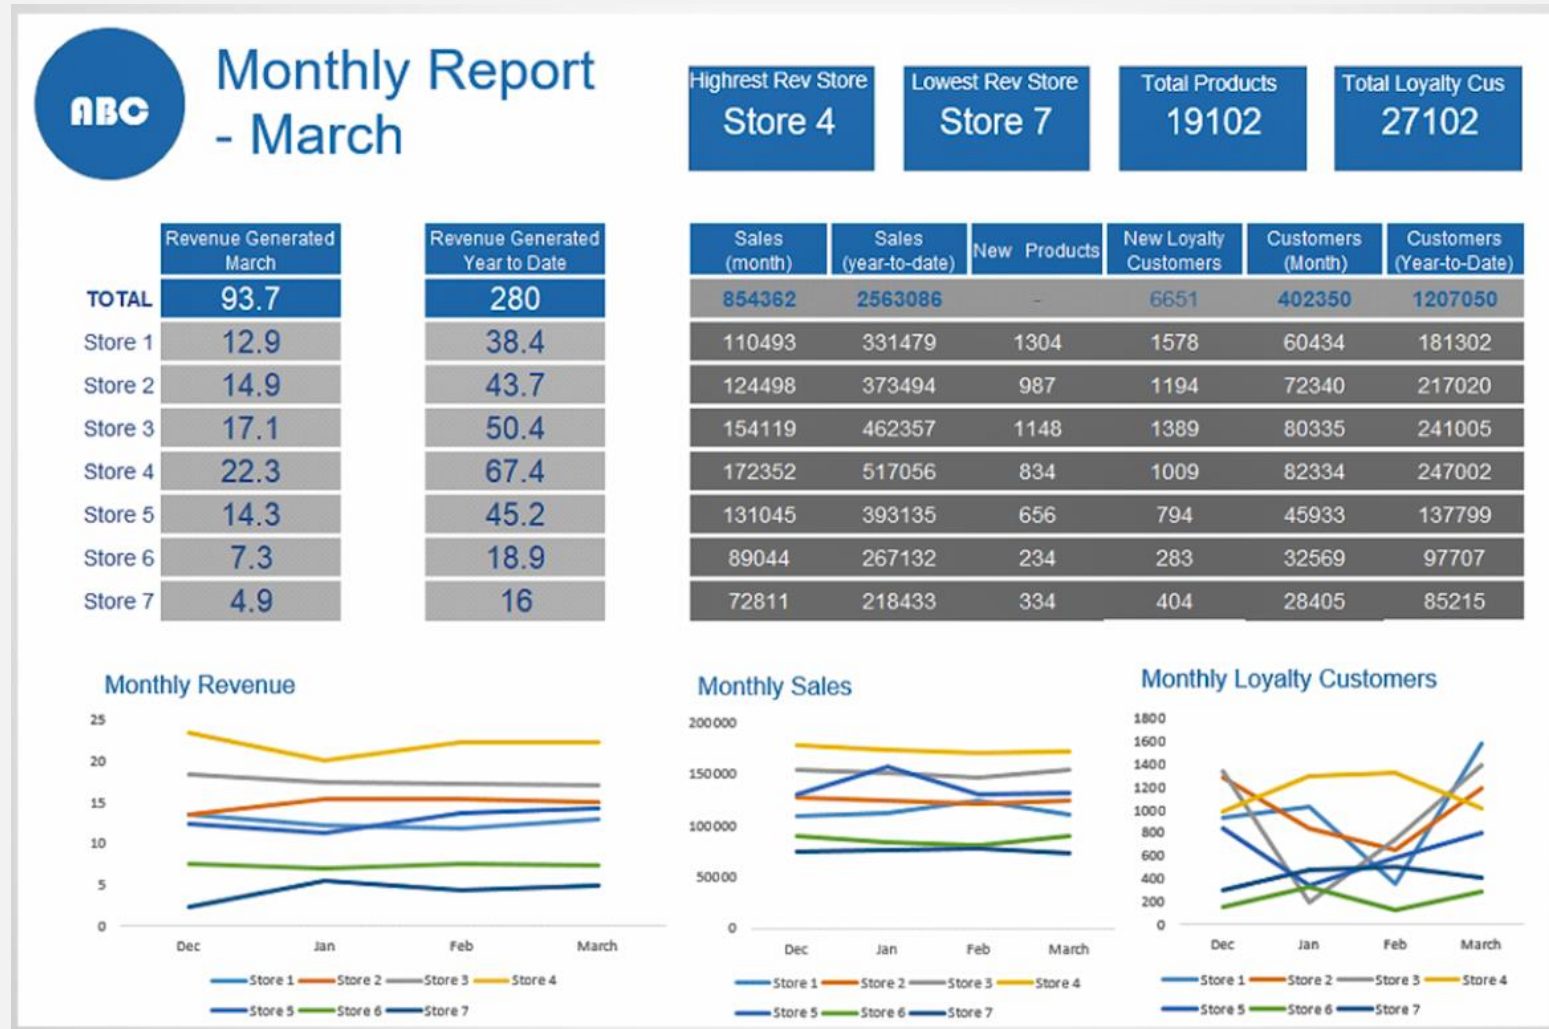 ABC
Monthly Report
- March
Highrest Rev Store
Store 4
Lowest Rev Store
Store 7
Total Products
19102
Total Loyalty Cus
27102
Revenue Generated
March
Revenue Generated
Year to Date
Sales
(month)
Sales
(year-to-date)
New Products
New Loyalty
Customers
Customers
(Month)
Customers
(Year-to-Date)
TOTAL 93.7 280 854362 2563086 - 6651 402350 1207050
Store 1 12.9 38.4 110493 331479 1304 1578 60434 181302
Store 2 14.9 43.7 124498 373494 987 1194 72340 217020
Store 3 17.1 50.4 154119 462357 1148 1389 80335 241005
Store 4 22.3 67.4 172352 517056 834 1009 82334 247002
Store 5 14.3 45.2 131045 393135 656 794 45933 137799
Store 6 7.3 18.9 89044 267132 234 283 32569 97707
Store 7 4.9 16 72811 218433 334 404 28405 85215
Monthly Revenue
25
20
15
10
5
0
Dec Jan Feb March
Store 1 Store 2 Store 3 Store 4
Store 5 Store 6 Store 7
Monthly Sales
200000
150000
100000
50000
0
Dec Jan Feb March
Store 1 Store 2 Store 3 Store 4
Store 5 Store 6 Store 7
Monthly Loyalty Customers
1800
1600
1400
1200
1000
800
600
400
200
0
Dec Jan Feb March
Store 1 Store 2 Store 3 Store 4
Store 5 Store 6 Store 7